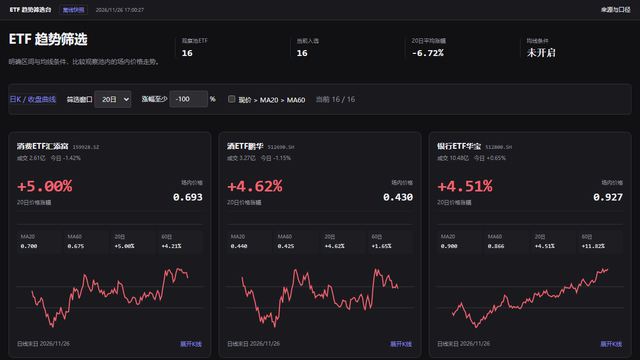 ETF 趋势筛选台 离线快照 2026/11/26 17:00:27 来源与口径
ETF 趋势筛选
明确区间与均线条件，比较观察池内的场内价格走势。
观察池ETF
16
当前入选
16
20日平均涨幅
-6.72%
均线条件
未开启
日K / 收盘曲线 筛选窗口 20日 涨幅至少 -100 % 现价 > MA20 > MA60 当前 16 / 16
消费ETF汇添富 159928.SZ
成交 2.61亿 今日 -1.42%
+5.00%
20日价格涨幅
场内价格
0.693
MA20 MA60 20日 60日
0.700 0.675 +5.00% +4.21%
日线末日 2026/11/26 展开K线
酒ETF鹏华 512690.SH
成交 3.27亿 今日 -1.15%
+4.62%
20日价格涨幅
场内价格
0.430
MA20 MA60 20日 60日
0.440 0.425 +4.62% +1.65%
日线末日 2026/11/26 展开K线
银行ETF华宝 512800.SH
成交 10.48亿 今日 +0.65%
+4.51%
20日价格涨幅
场内价格
0.927
MA20 MA60 20日 60日
0.900 0.866 +4.51% +11.82%
日线末日 2026/11/26 展开K线